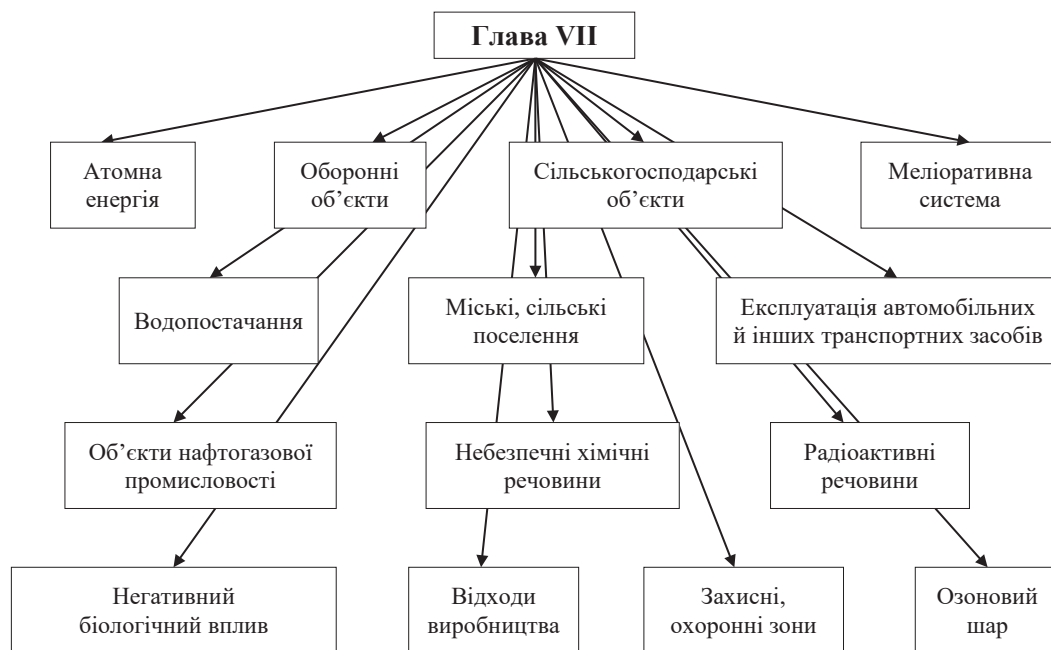 Глава VII
Атомна
енергія
Оборонні
об’єкти
Сільськогосподарські
об’єкти
Меліоративна
система
Водопостачання
Міські, сільські
поселення
Експлуатація автомобільних
й інших транспортних засобів
Об’єкти нафтогазової
промисловості
Небезпечні хімічні
речовини
Радіоактивні
речовини
Негативний
біологічний вплив
Відходи
виробництва
Захисні,
охоронні зони
Озоновий
шар